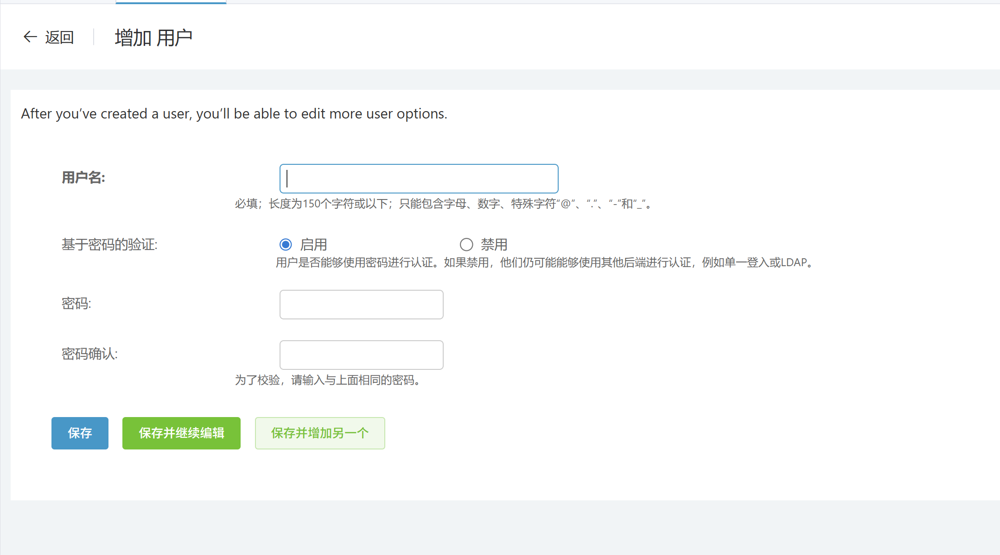 返回
增加 用户
After you’ve created a user, you’ll be able to edit more user options.
用户名:
必填；长度为150个字符或以下；只能包含字母、数字、特殊字符“@”、“.”、“-”和“_”。
基于密码的验证:
启用
禁用
用户是否能够使用密码进行认证。如果禁用，他们仍可能能够使用其他后端进行认证，例如单一登入或LDAP。
密码:
密码确认:
为了校验，请输入与上面相同的密码。
保存
保存并继续编辑
保存并增加另一个